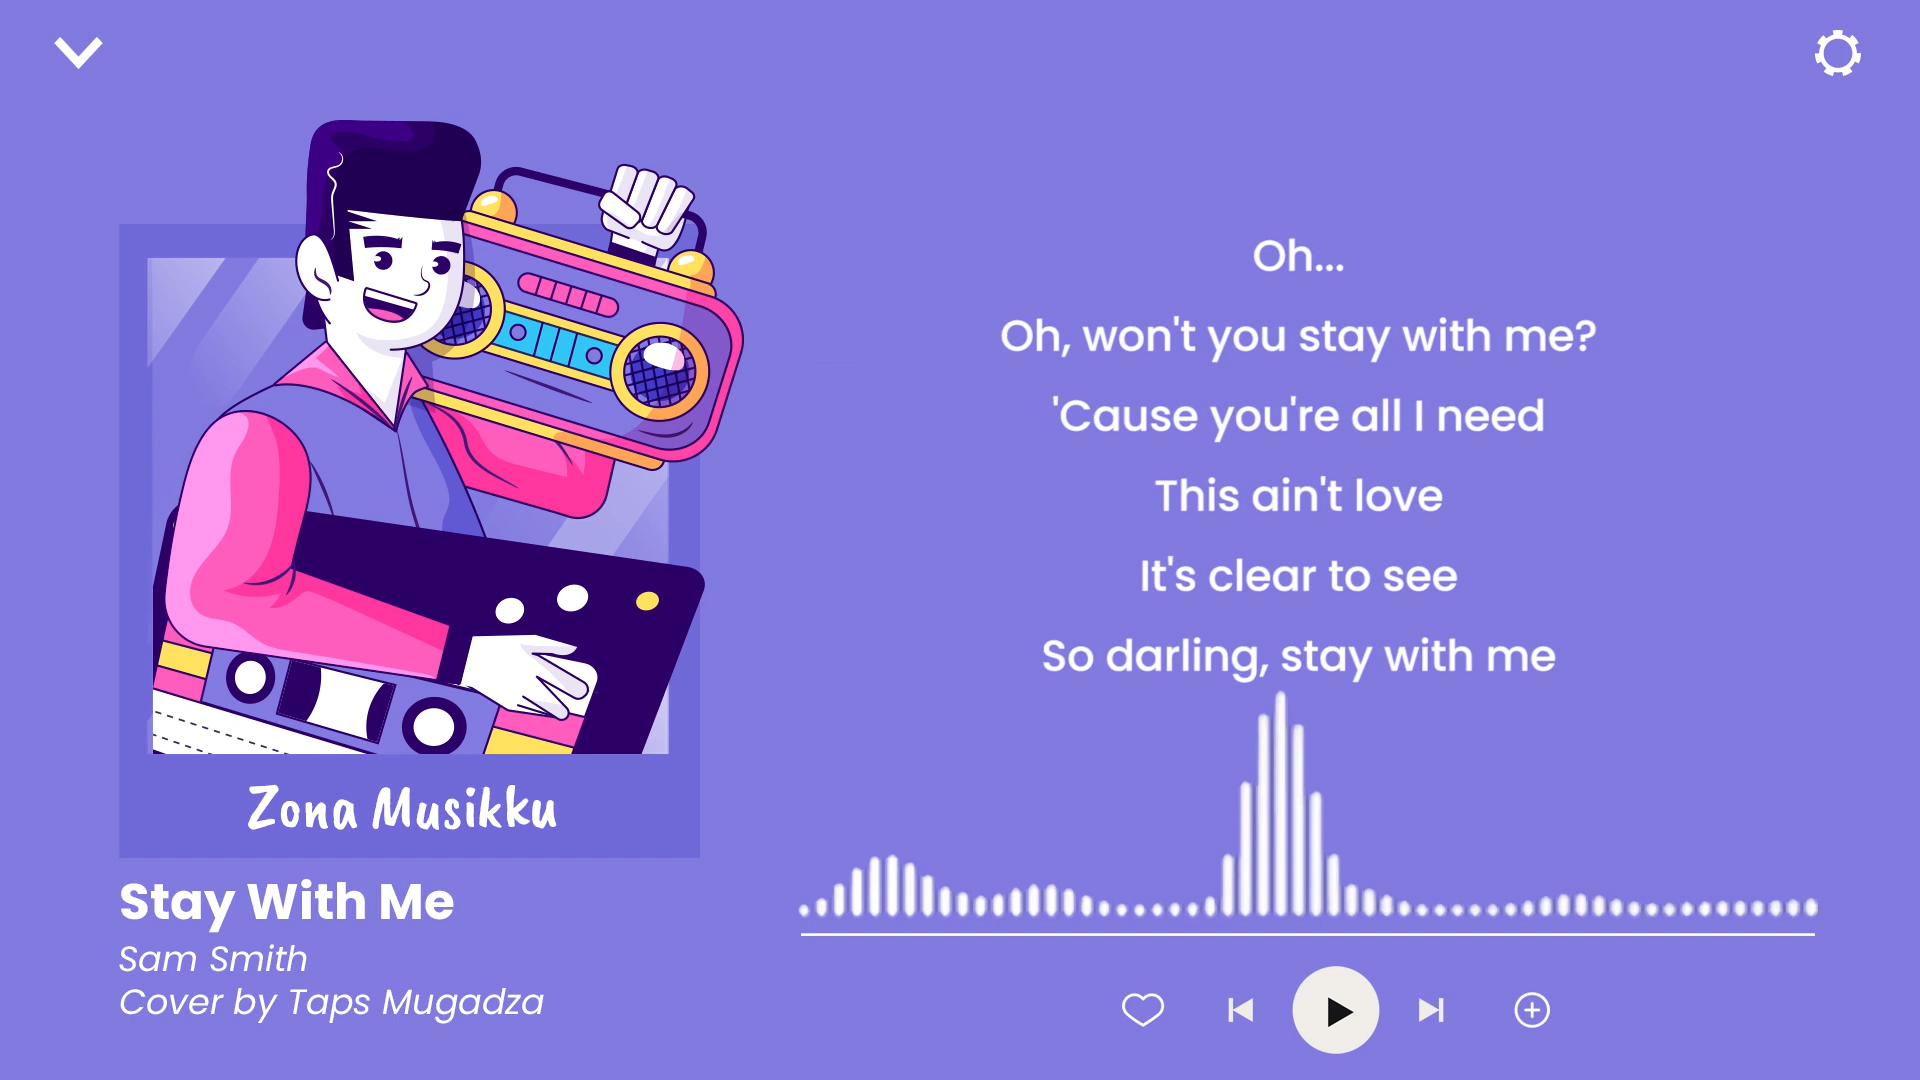 Oh...
Oh, won't you stay with me?
'Cause you're all I need
This ain't love
It's clear to see
So darling, stay with me
Zona Musikku
Stay With Me
Sam Smith
Cover by Taps Mugadza